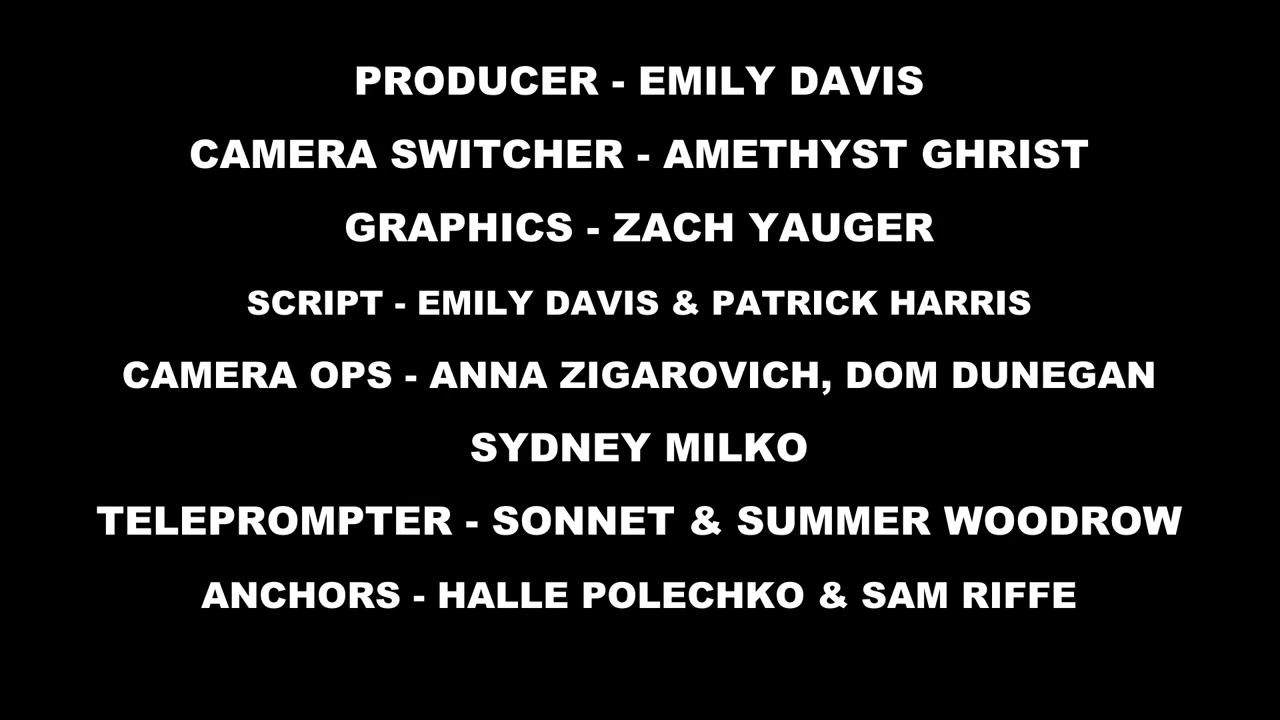 PRODUCER - EMILY DAVIS
CAMERA SWITCHER - AMETHYST GHRIST
GRAPHICS - ZACH YAUGER
SCRIPT - EMILY DAVIS & PATRICK HARRIS
CAMERA OPS - ANNA ZIGAROVICH, DOM DUNEGAN
SYDNEY MILKO
TELEPROMPTER - SONNET & SUMMER WOODROW
ANCHORS - HALLE POLECHKO & SAM RIFFE